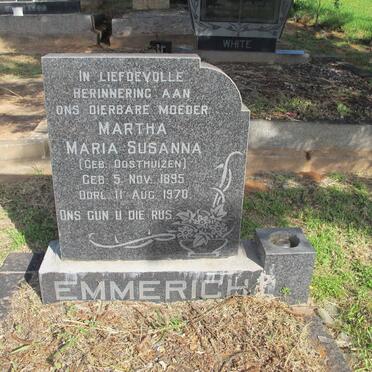 WHITE
IN LIEFDEVOLLE
HERINNERING AAN
ONS DIERBARE MOEDER
MARTHA
MARIA SUSANNA
(GEB. OOSTHUIZEN)
GEB. 5 NOV. 1895
OORL. 11 AUG. 1970.
ONS GUN U DIE RUS
EMMERICH